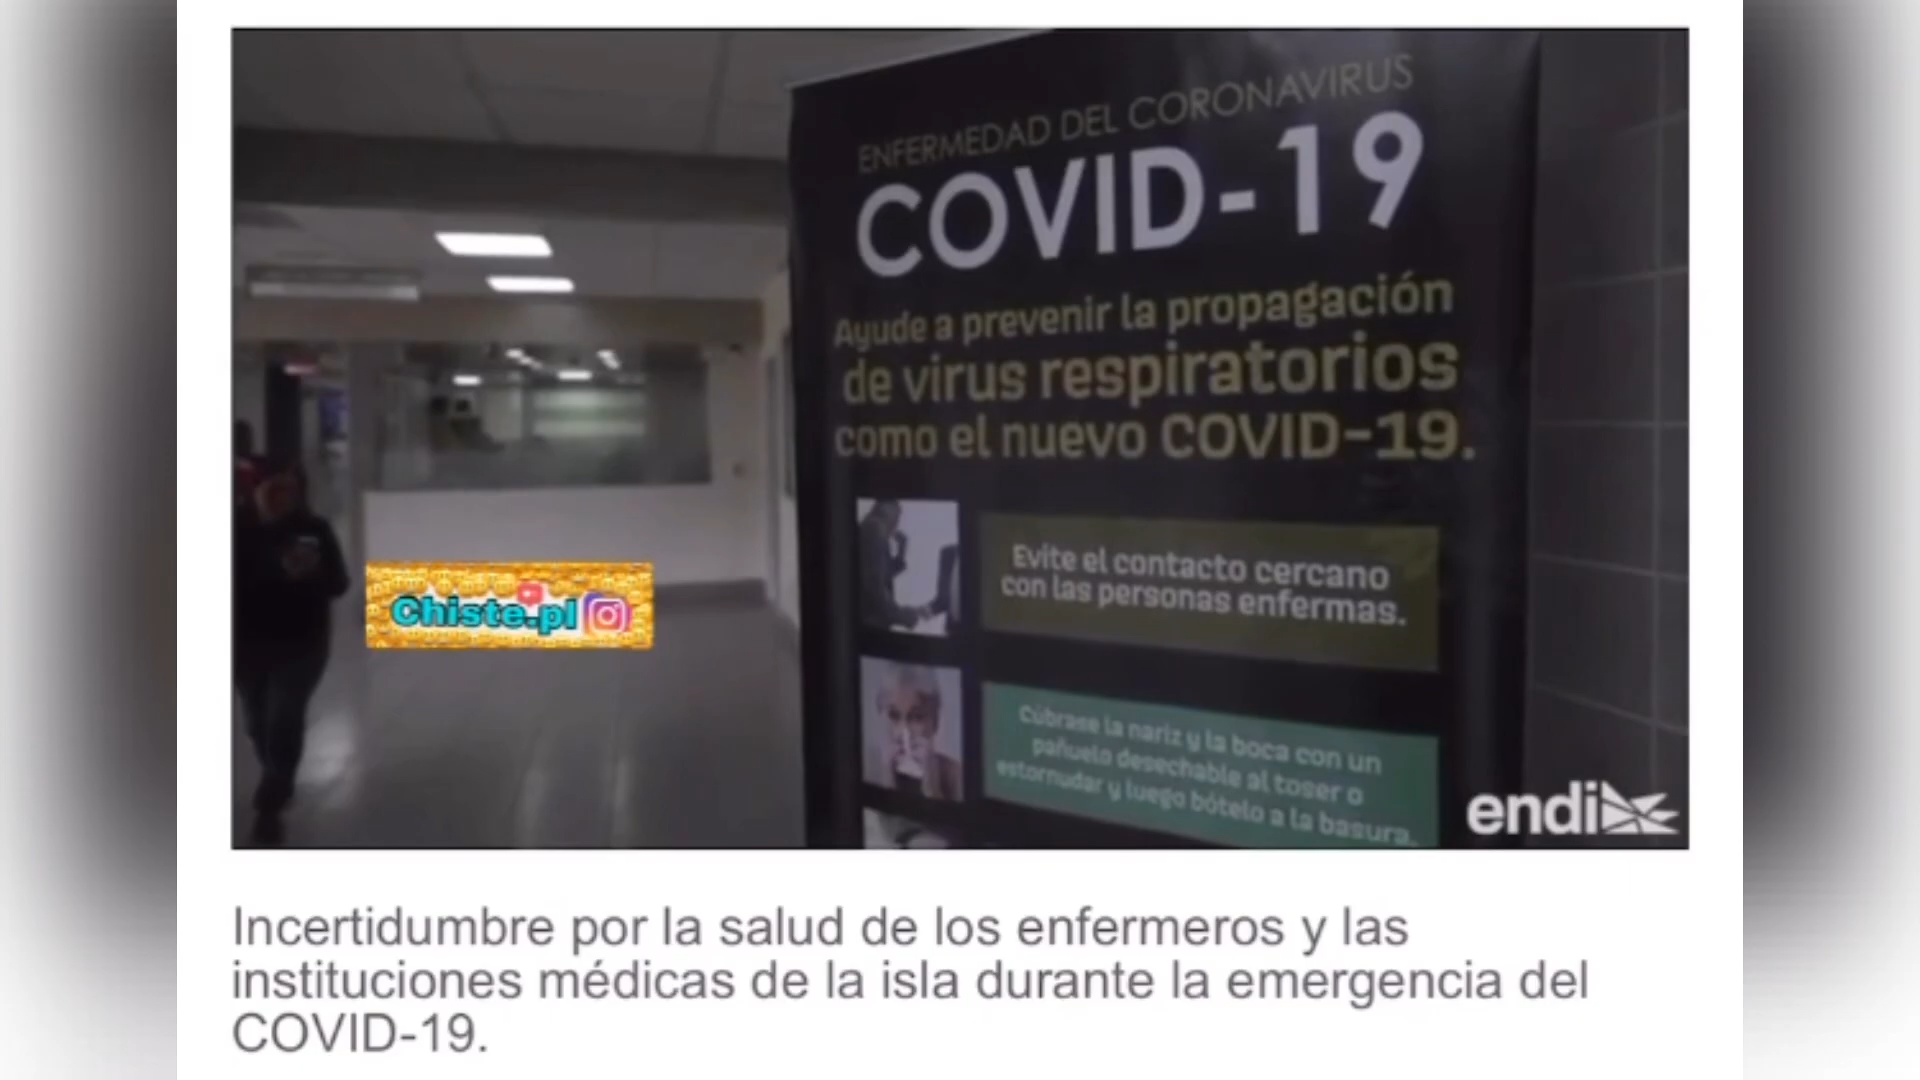 ENFERMEDAD DEL CORONAVIRUS
COVID-19
Ayude a prevenir la propagación
de virus respiratorios
como el nuevo COVID-19.
Evite el contacto cercano
con las personas enfermas.
Cúbrase la nariz y la boca con un
pañuelo desechable al toser o
estornudar y luego bótelo a la basura.
Chiste.pl
endi
Incertidumbre por la salud de los enfermeros y las
instituciones médicas de la isla durante la emergencia del
COVID-19.